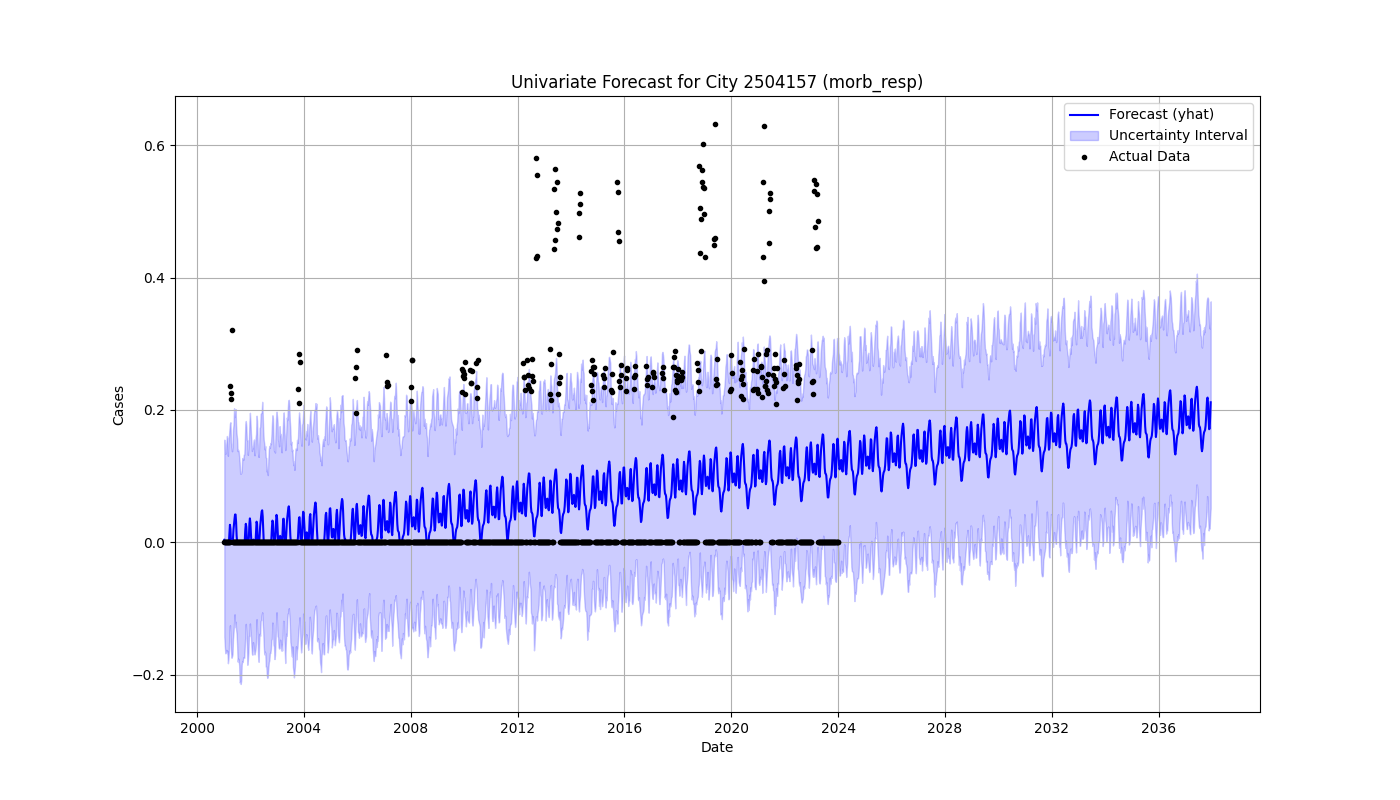 Univariate Forecast for City 2504157 (morb_resp)
Forecast (yhat)
Uncertainty Interval
Actual Data
Cases
0.6
0.4
0.2
0.0
−0.2
2000 2004 2008 2012 2016 2020 2024 2028 2032 2036
Date